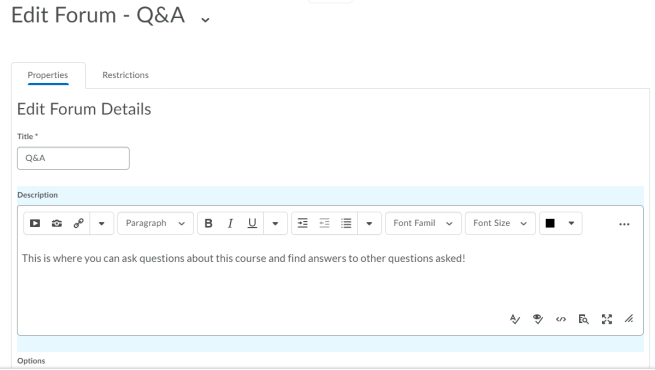 Edit Forum - Q&A
Properties Restrictions
Edit Forum Details
Title *
Q&A
Description
Paragraph B I U Font Famil Font Size ...
This is where you can ask questions about this course and find answers to other questions asked!
Options